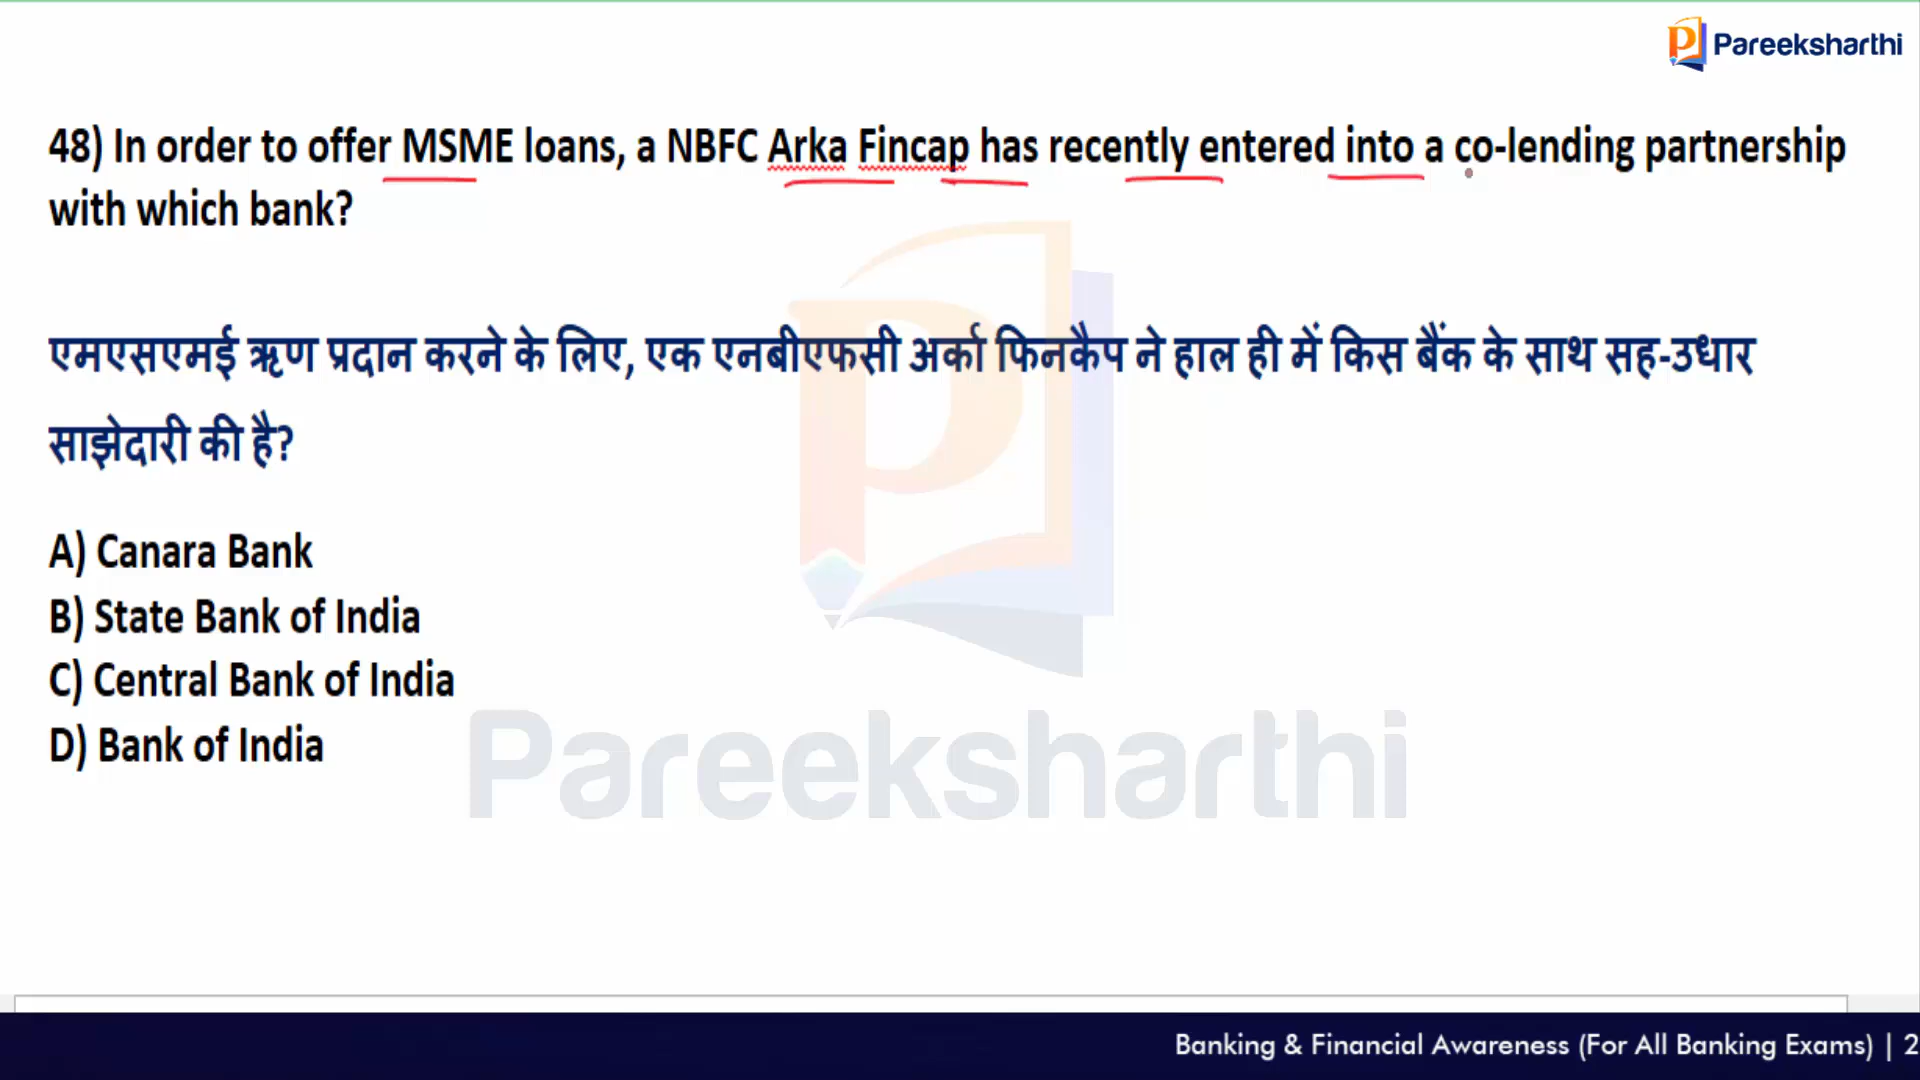 Pareeksharthi
48) In order to offer MSME loans, a NBFC Arka Fincap has recently entered into a co-lending partnership
with which bank?
एमएसएमई ऋण प्रदान करने के लिए, एक एनबीएफसी अर्का फिनकैप ने हाल ही में किस बैंक के साथ सह-उधार
साझेदारी की है?
A) Canara Bank
B) State Bank of India
C) Central Bank of India
D) Bank of India
Pareeksharthi
Banking & Financial Awareness (For All Banking Exams) | 2